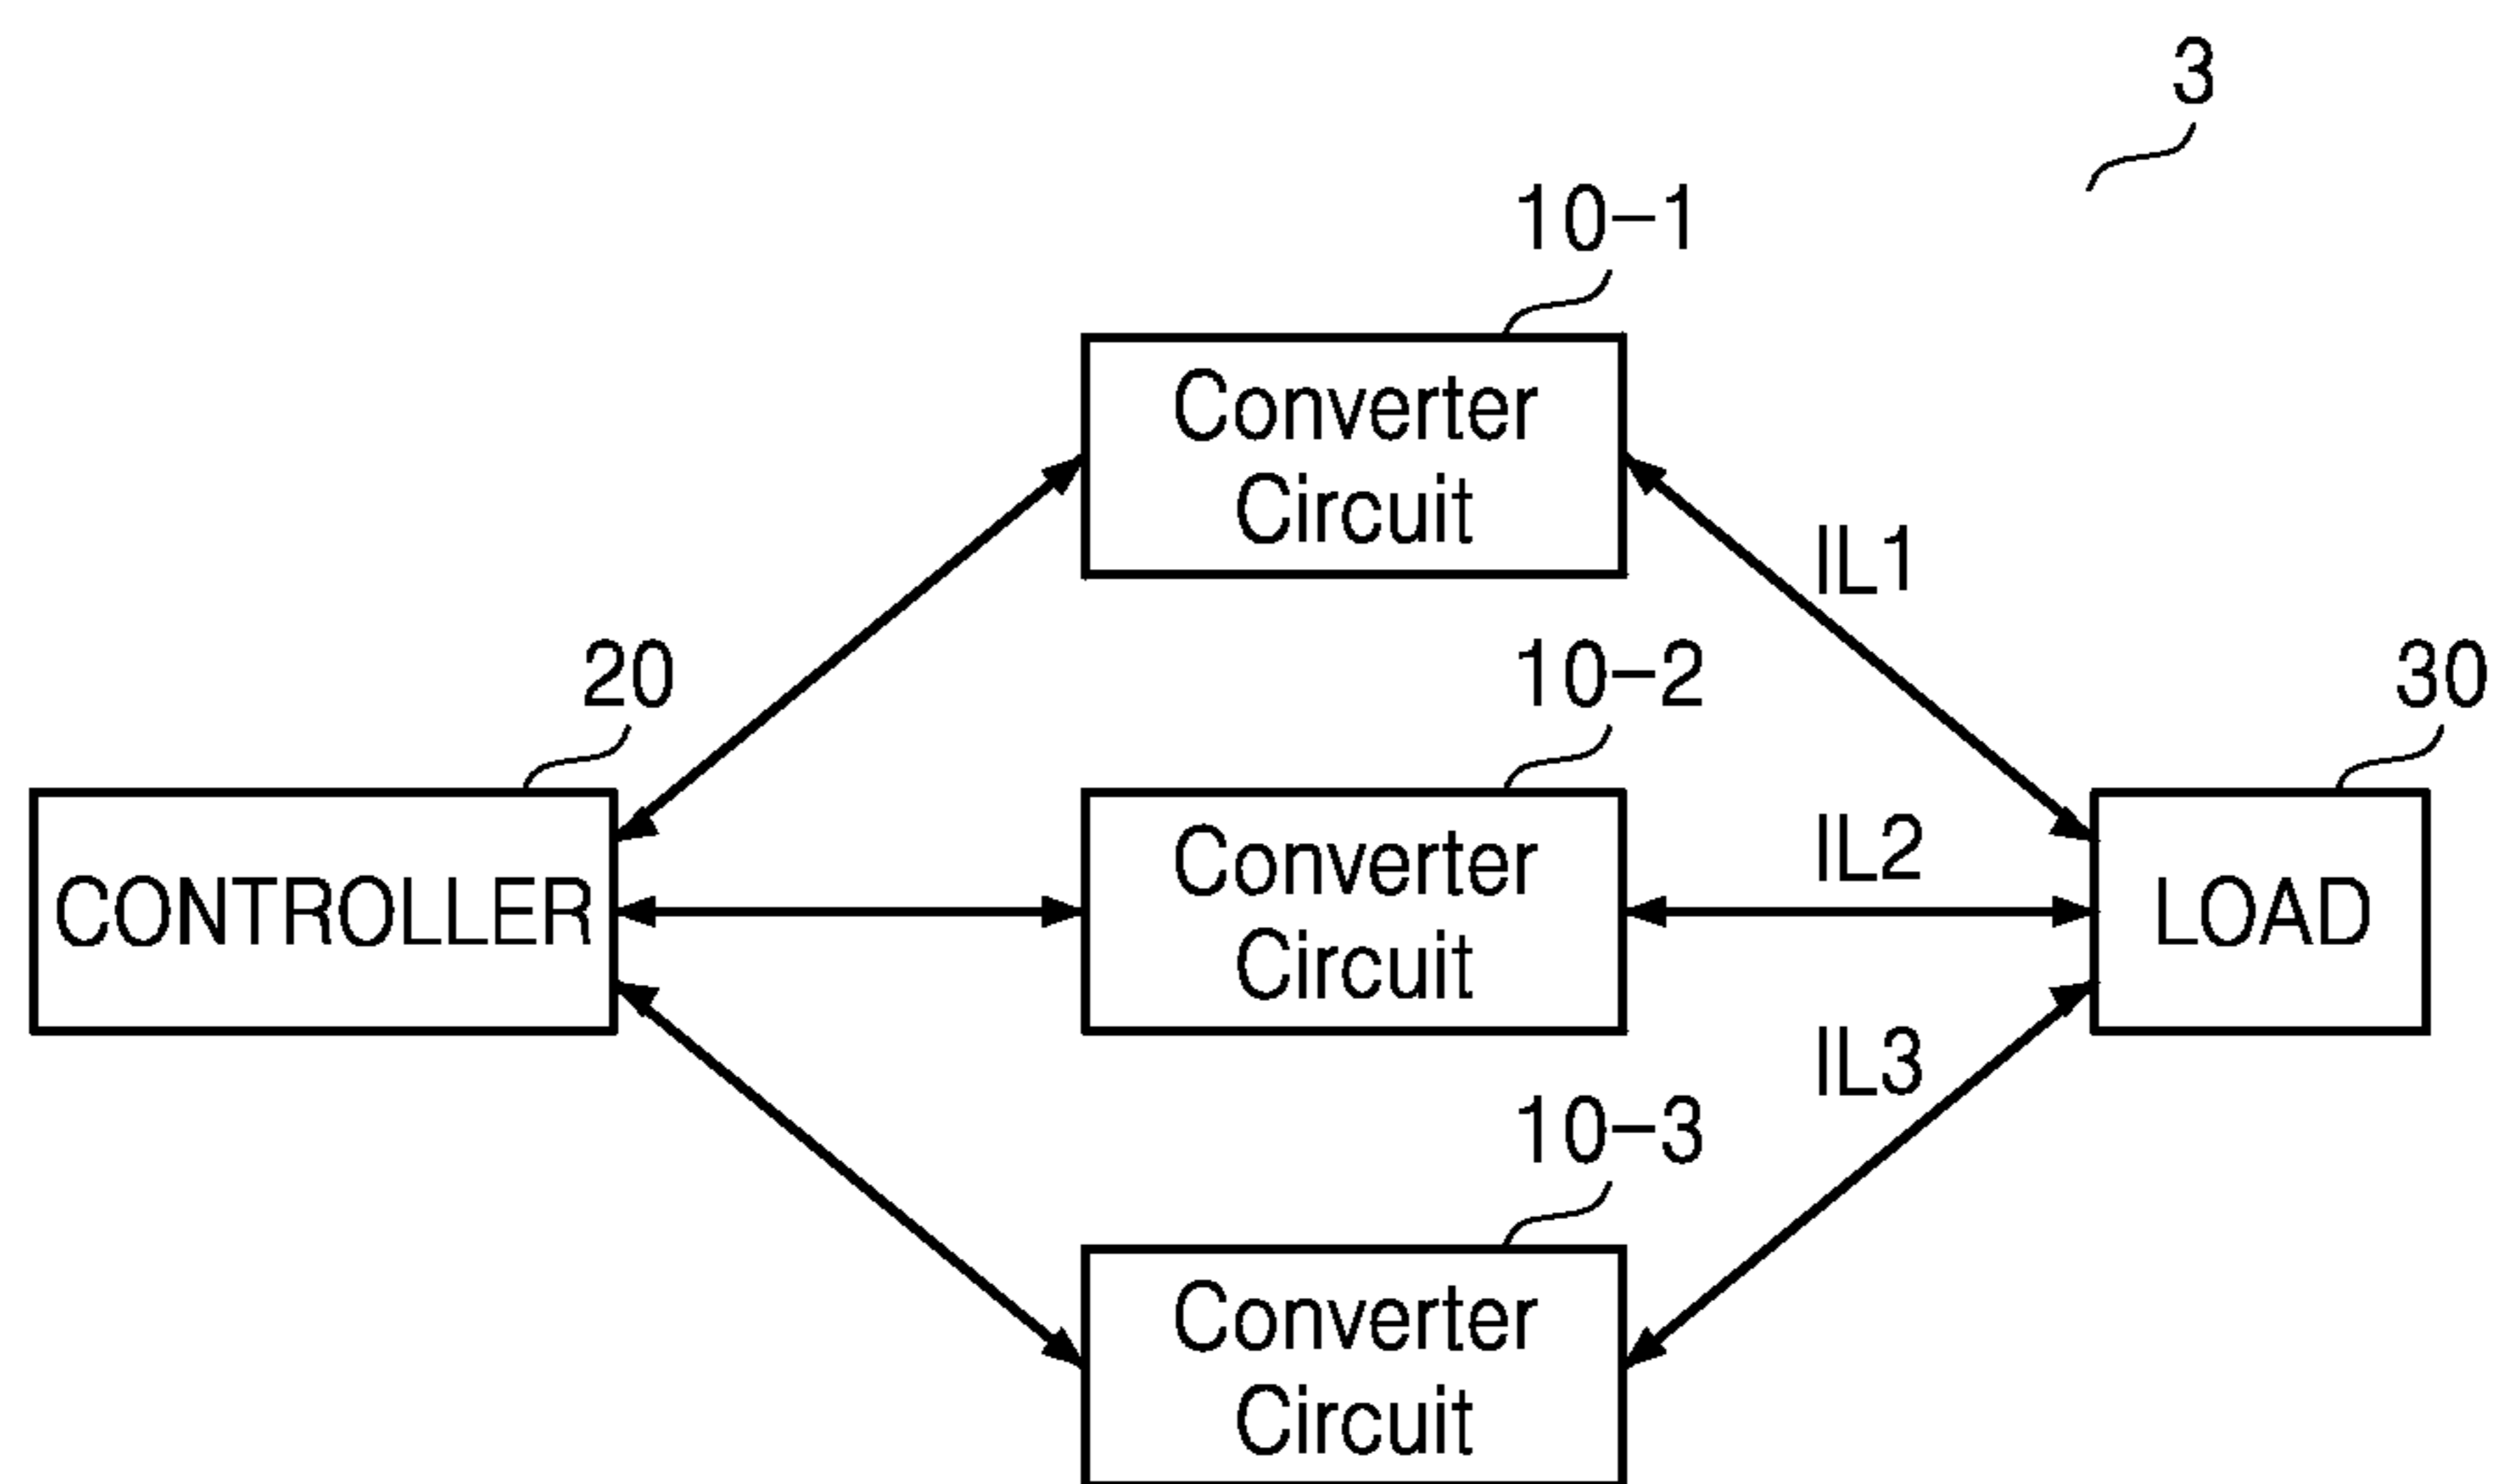 3
10-1
Converter
Circuit
IL1
20
10-2
30
CONTROLLER
Converter
Circuit
IL2
LOAD
IL3
10-3
Converter
Circuit